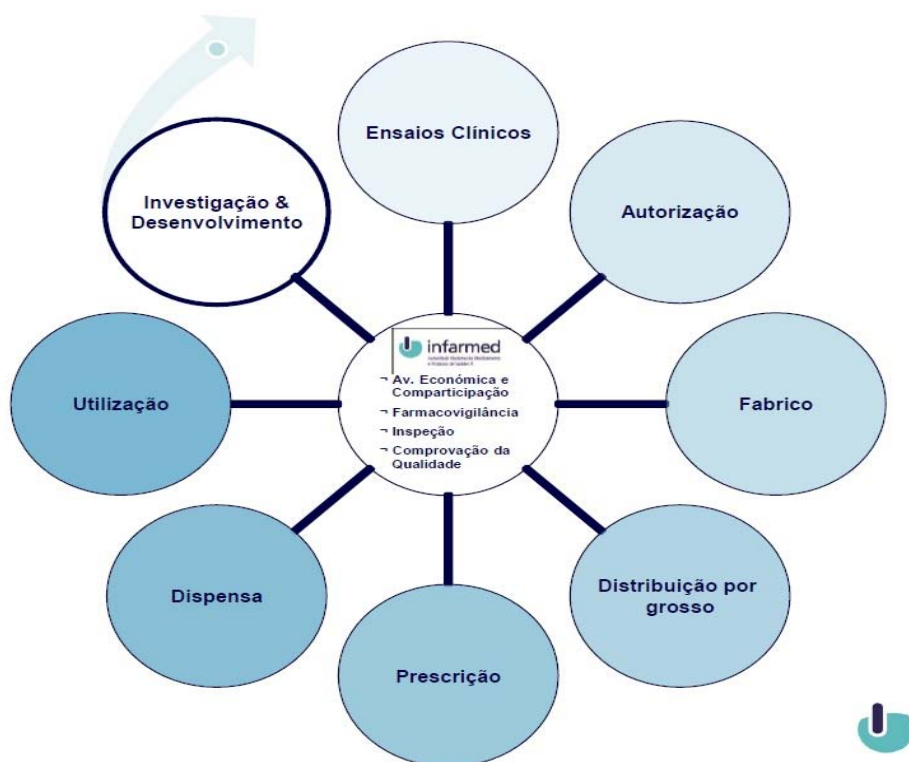 Ensaios Clínicos
Autorização
Fabrico
Distribuição por
grosso
Prescrição
Dispensa
Utilização
Investigação &
Desenvolvimento
infarmed
¬ Av. Económica e
Comparticipação
¬ Farmacovigilância
¬ Inspeção
¬ Comprovação da
Qualidade